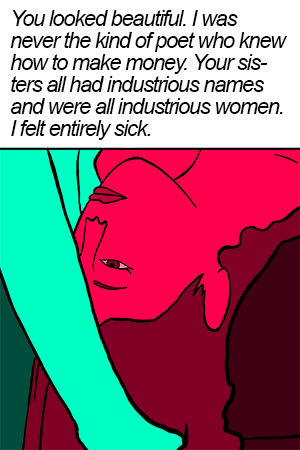 You looked beautiful. I was
never the kind of poet who knew
how to make money. Your sis-
ters all had industrious names
and were all industrious women.
I felt entirely sick.